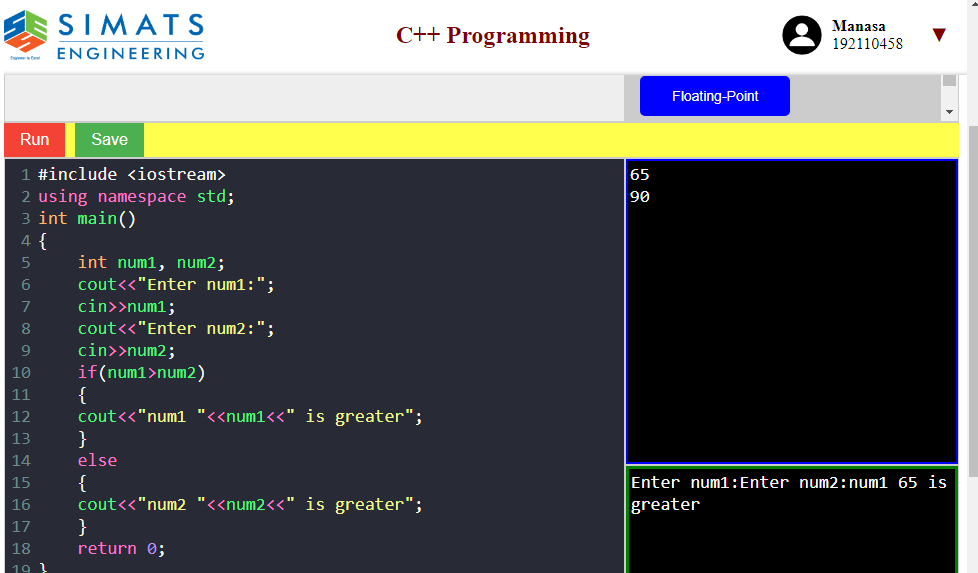 SIMATS
ENGINEERING
Engineer to Excel
C++ Programming
Manasa
192110458
Floating-Point
Run
Save
1 #include <iostream>
2 using namespace std;
3 int main()
4 {
5     int num1, num2;
6     cout<<"Enter num1:";
7     cin>>num1;
8     cout<<"Enter num2:";
9     cin>>num2;
10     if(num1>num2)
11     {
12     cout<<"num1 "<<num1<<" is greater";
13     }
14     else
15     {
16     cout<<"num2 "<<num2<<" is greater";
17     }
18     return 0;
19 }
65
90
Enter num1:Enter num2:num1 65 is
greater